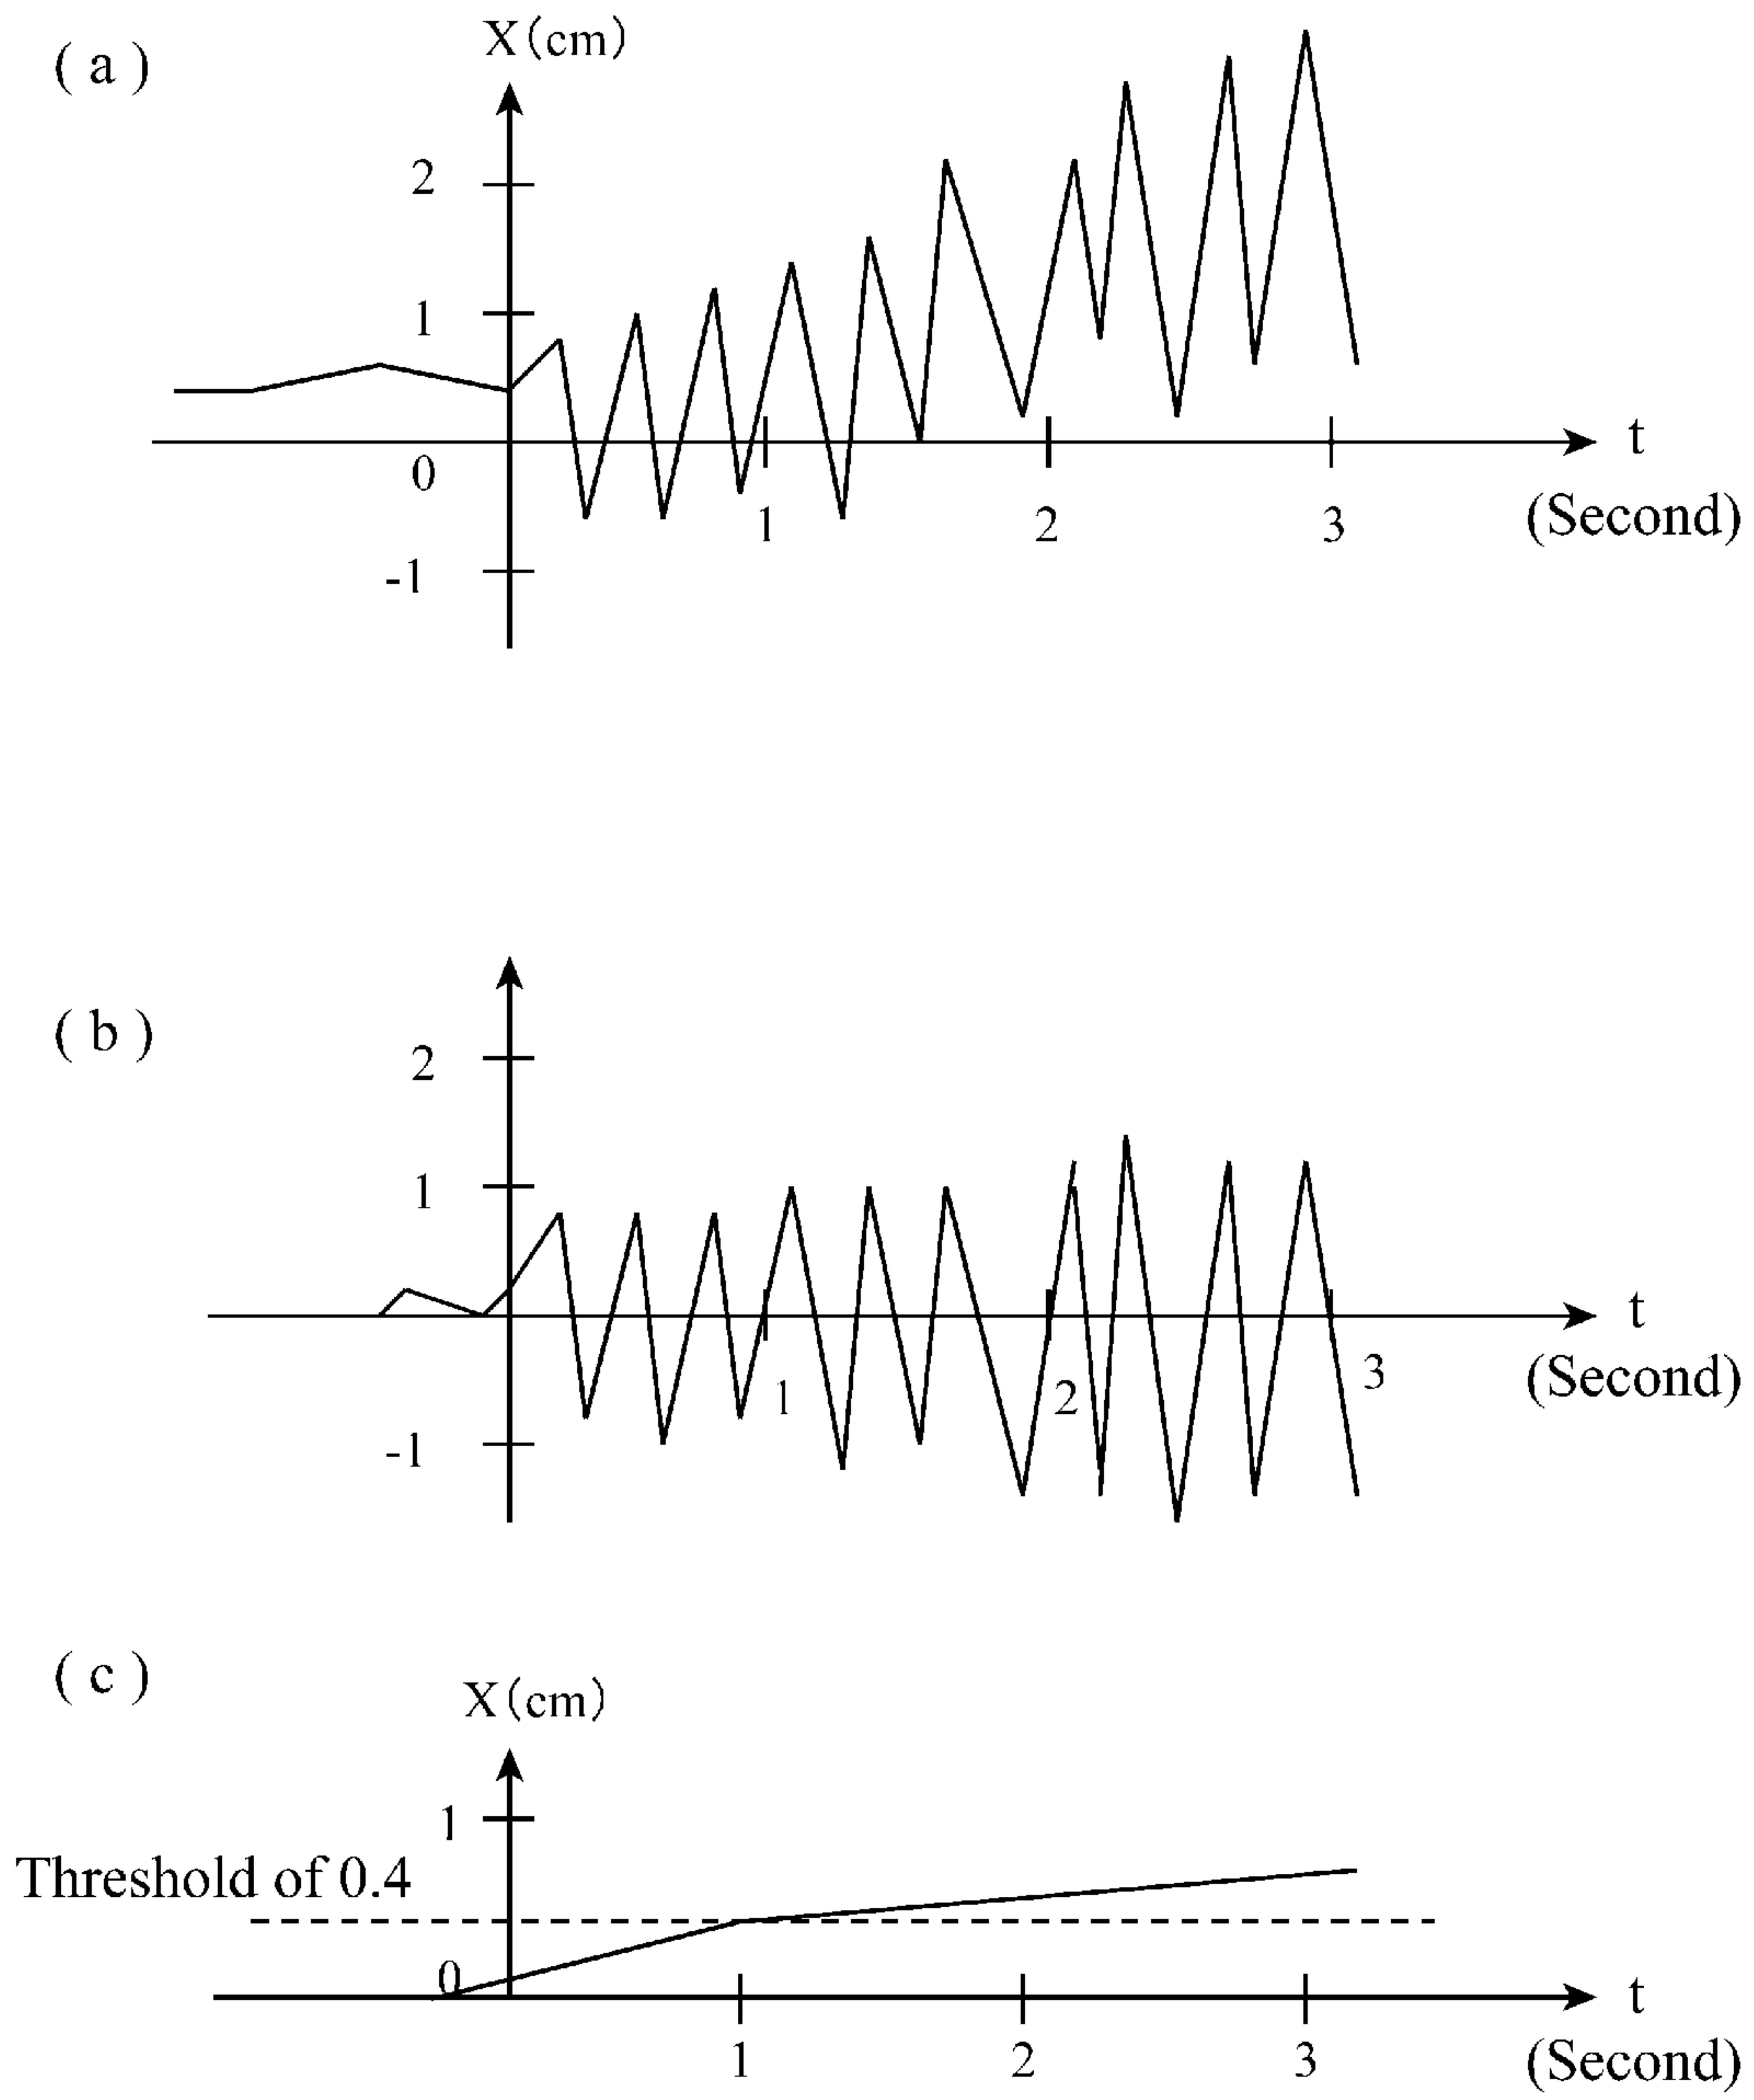 ( a )
X(cm)
2
1
0
-1
1
2
3
t
(Second)
( b )
2
1
-1
1
2
3
t
(Second)
( c )
X(cm)
1
Threshold of 0.4
0
1
2
3
t
(Second)